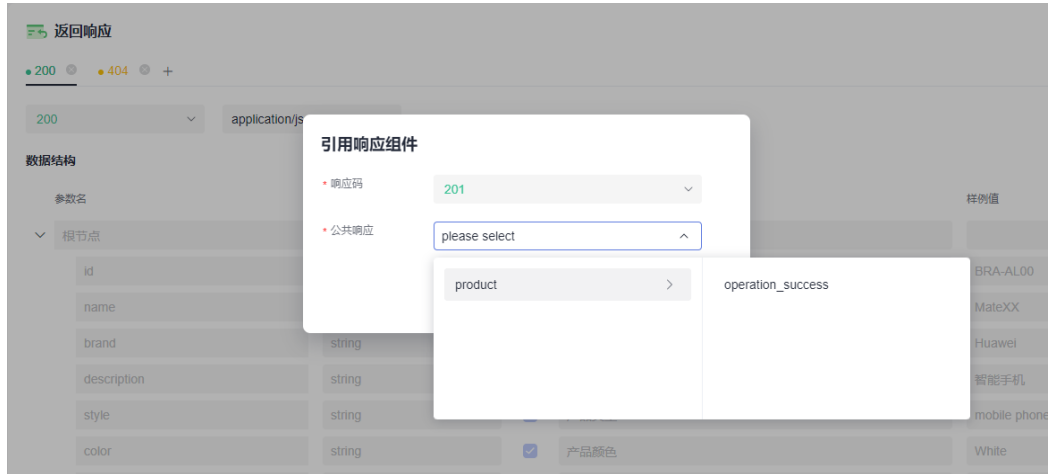 返回响应
200
404
+
200
application/js
引用响应组件
数据结构
* 响应码
201
参数名
样例值
* 公共响应
please select
根节点
id
product
operation_success
BRA-AL00
name
MateXX
brand
string
Huawei
description
string
智能手机
style
string
mobile phone
color
string
产品颜色
White